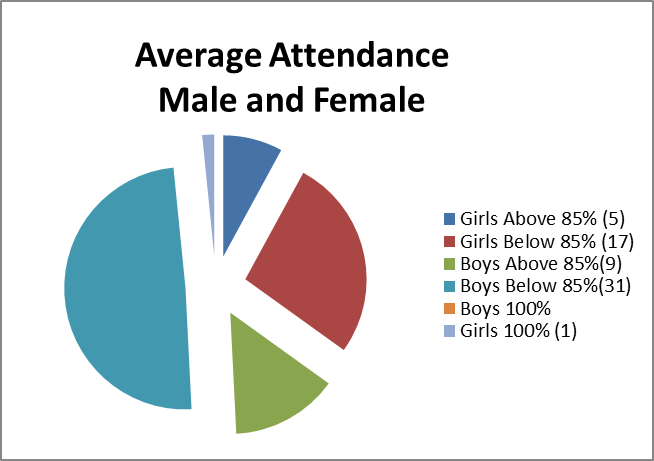 Average Attendance
Male and Female
Girls Above 85% (5)
Girls Below 85% (17)
Boys Above 85%(9)
Boys Below 85%(31)
Boys 100%
Girls 100% (1)